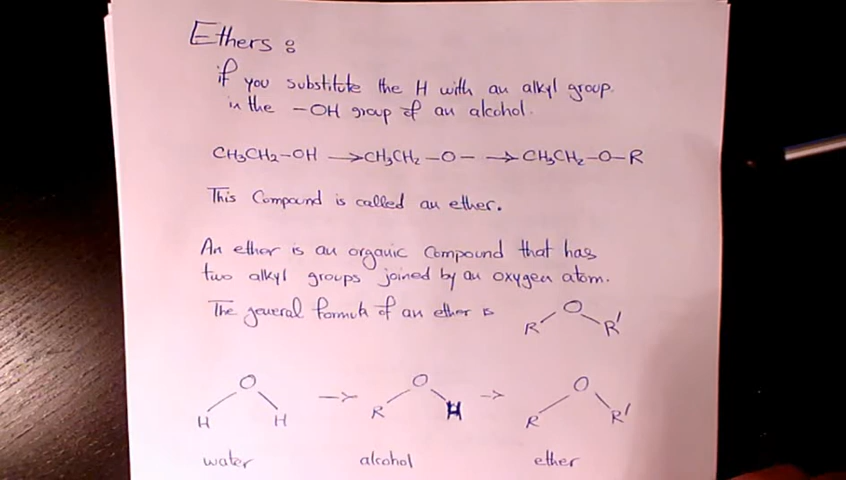 Ethers :
if you substitute the H with an alkyl group
in the -OH group of an alcohol.
CH₃CH₂-OH → CH₃CH₂-O- → CH₃CH₂-O-R
This Compound is called an ether.
An ether is an organic Compound that has
two alkyl groups joined by an oxygen atom.
The general formula of an ether is R O R'
H O H → R O H → R O R'
water alcohol ether